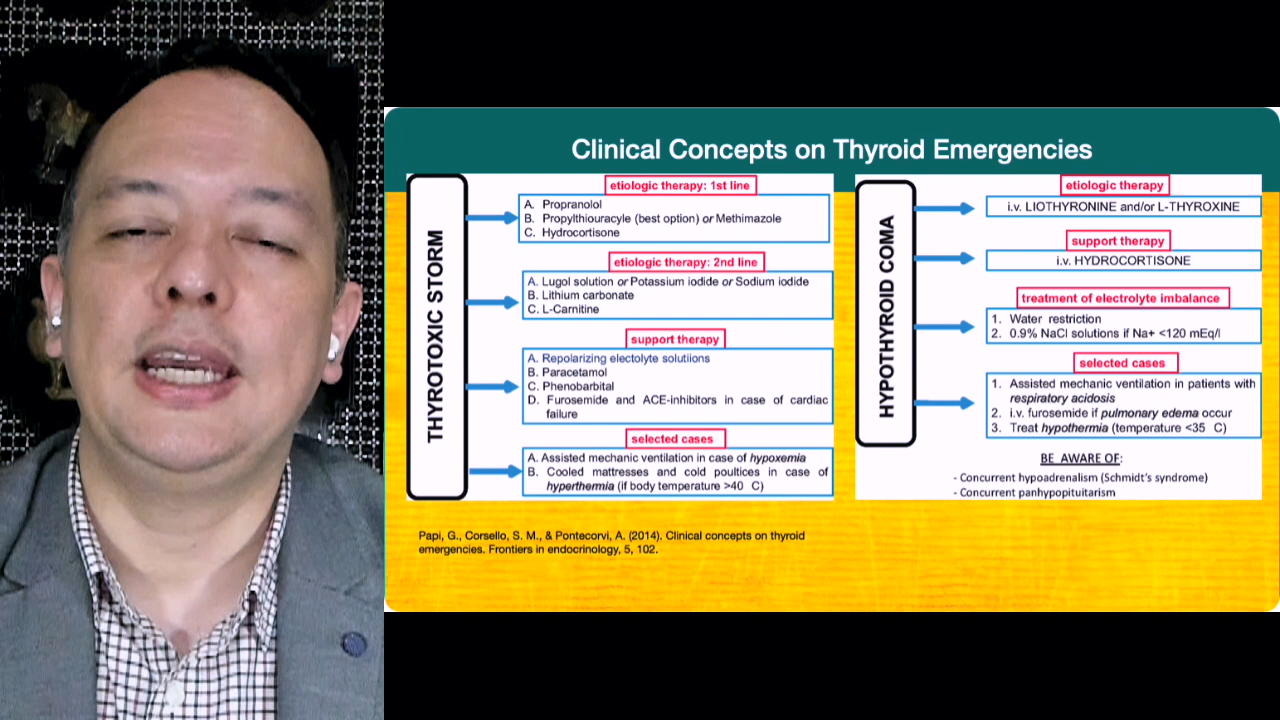 Clinical Concepts on Thyroid Emergencies
THYROTOXIC STORM
etiologic therapy: 1st line
A. Propranolol
B. Propylthiouracyle (best option) or Methimazole
C. Hydrocortisone
etiologic therapy: 2nd line
A. Lugol solution or Potassium iodide or Sodium iodide
B. Lithium carbonate
C. L-Carnitine
support therapy
A. Repolarizing electolyte solutiions
B. Paracetamol
C. Phenobarbital
D. Furosemide and ACE-inhibitors in case of cardiac
failure
selected cases
A. Assisted mechanic ventilation in case of hypoxemia
B. Cooled mattresses and cold poultices in case of
hyperthermia (if body temperature >40 C)
HYPOTHYROID COMA
etiologic therapy
i.v. LIOTHYRONINE and/or L-THYROXINE
support therapy
i.v. HYDROCORTISONE
treatment of electrolyte imbalance
1. Water restriction
2. 0.9% NaCl solutions if Na+ <120 mEq/l
selected cases
1. Assisted mechanic ventilation in patients with
respiratory acidosis
2. i.v. furosemide if pulmonary edema occur
3. Treat hypothermia (temperature <35 C)
BE AWARE OF:
- Concurrent hypoadrenalism (Schmidt's syndrome)
- Concurrent panhypopituitarism
Papi, G., Corsello, S. M., & Pontecorvi, A. (2014). Clinical concepts on thyroid
emergencies. Frontiers in endocrinology, 5, 102.